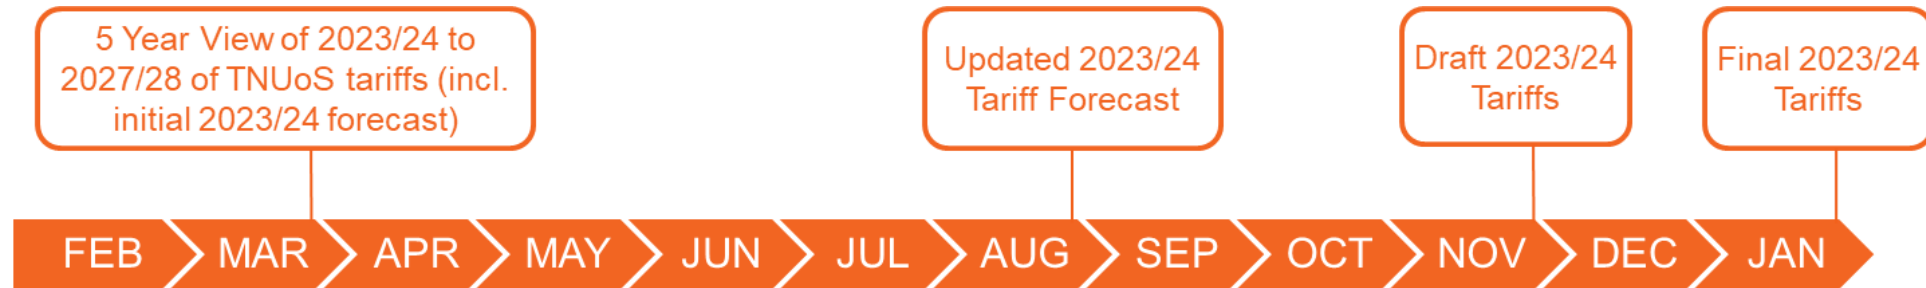 5 Year View of 2023/24 to
2027/28 of TNUoS tariffs (incl.
initial 2023/24 forecast)
Updated 2023/24
Tariff Forecast
Draft 2023/24
Tariffs
Final 2023/24
Tariffs
FEB
MAR
APR
MAY
JUN
JUL
AUG
SEP
OCT
NOV
DEC
JAN